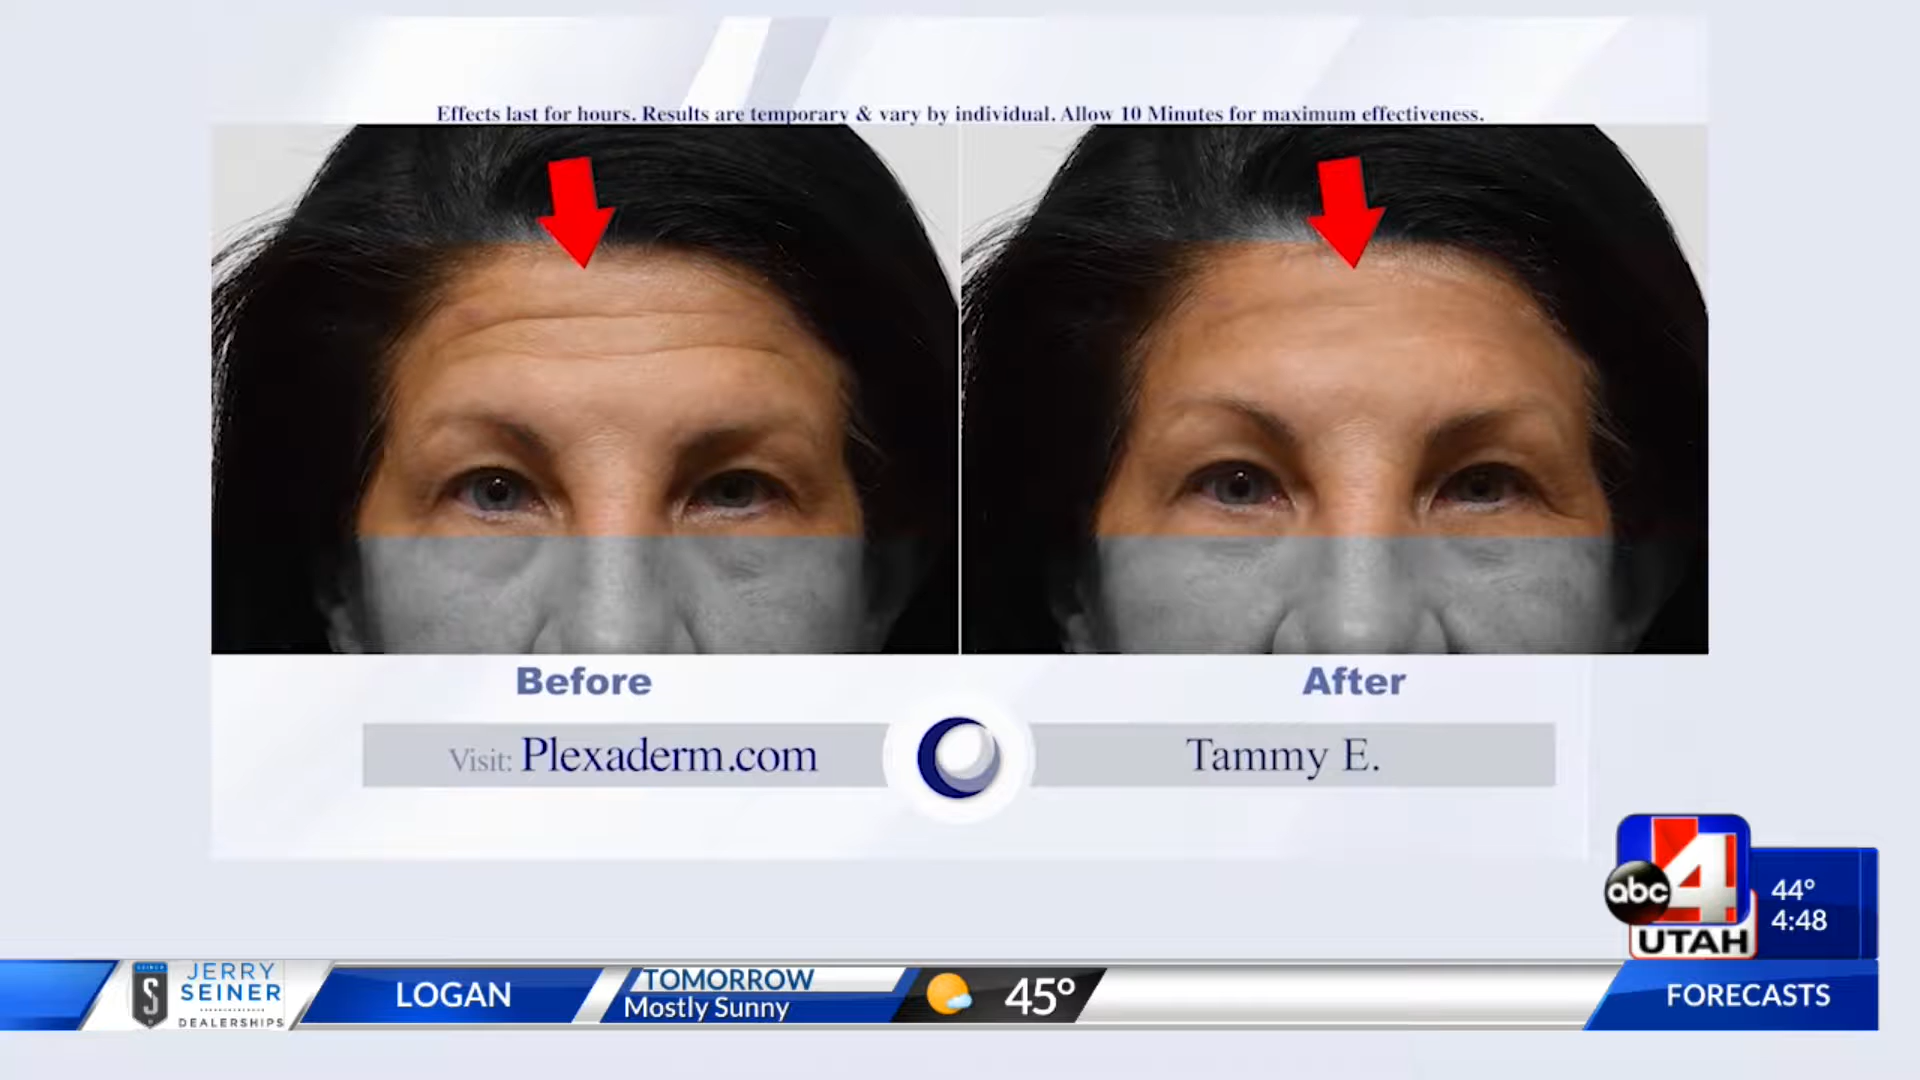 Effects last for hours. Results are temporary & vary by individual. Allow 10 Minutes for maximum effectiveness.
Before
After
Visit: Plexaderm.com
Tammy E.
abc
4
UTAH
44°
4:48
SEINER
S
JERRY
SEINER
DEALERSHIPS
LOGAN
TOMORROW
Mostly Sunny
45°
FORECASTS